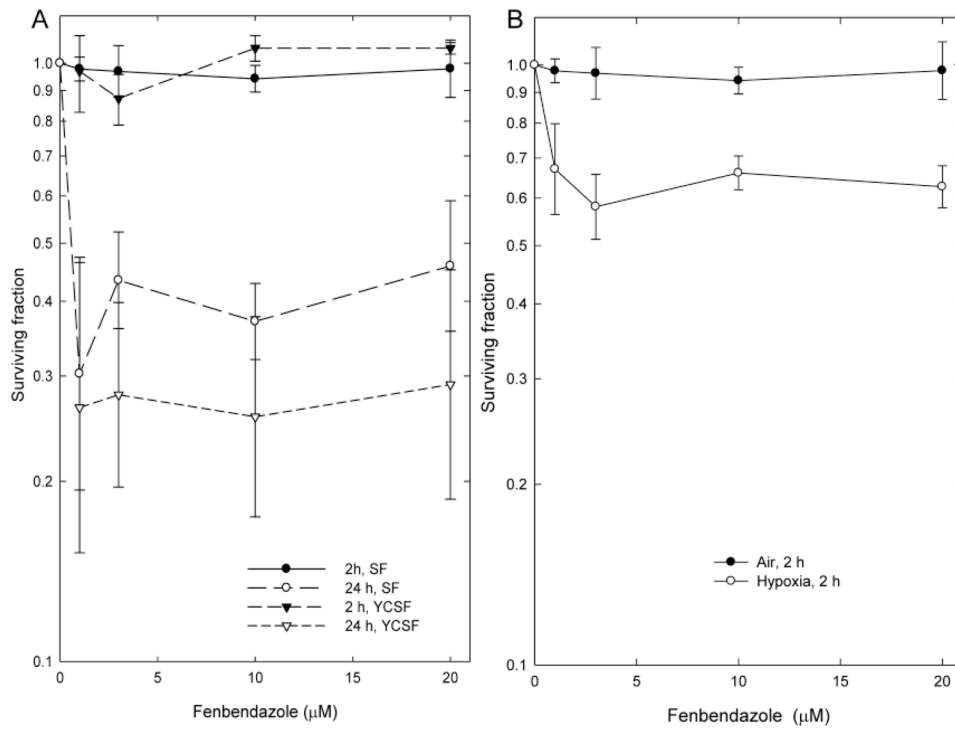 A
1.0
0.9
0.8
0.7
0.6
0.5
0.4
0.3
0.2
0.1
Surviving fraction
2h, SF
24 h, SF
2 h, YCSF
24 h, YCSF
0 5 10 15 20
Fenbendazole (μM)
B
1.0
0.9
0.8
0.7
0.6
0.5
0.4
0.3
0.2
0.1
Surviving fraction
Air, 2 h
Hypoxia, 2 h
0 5 10 15 20
Fenbendazole (μM)